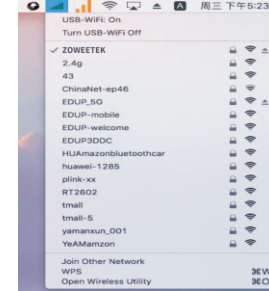 A 周三 下午5:23
USB-WiFi: On
Turn USB-WiFi Off
✓ ZOWEETEK
2.4g
43
ChinaNet-ep46
EDUP_5G
EDUP-mobile
EDUP-welcome
EDUP3DDC
HUAmazonbluetoothcar
huawei-1285
plink-xx
RT2602
tmall
tmall-5
yamanxun_001
YeAMamzon
Join Other Network
WPS ⌘W
Open Wireless Utility ⌘O